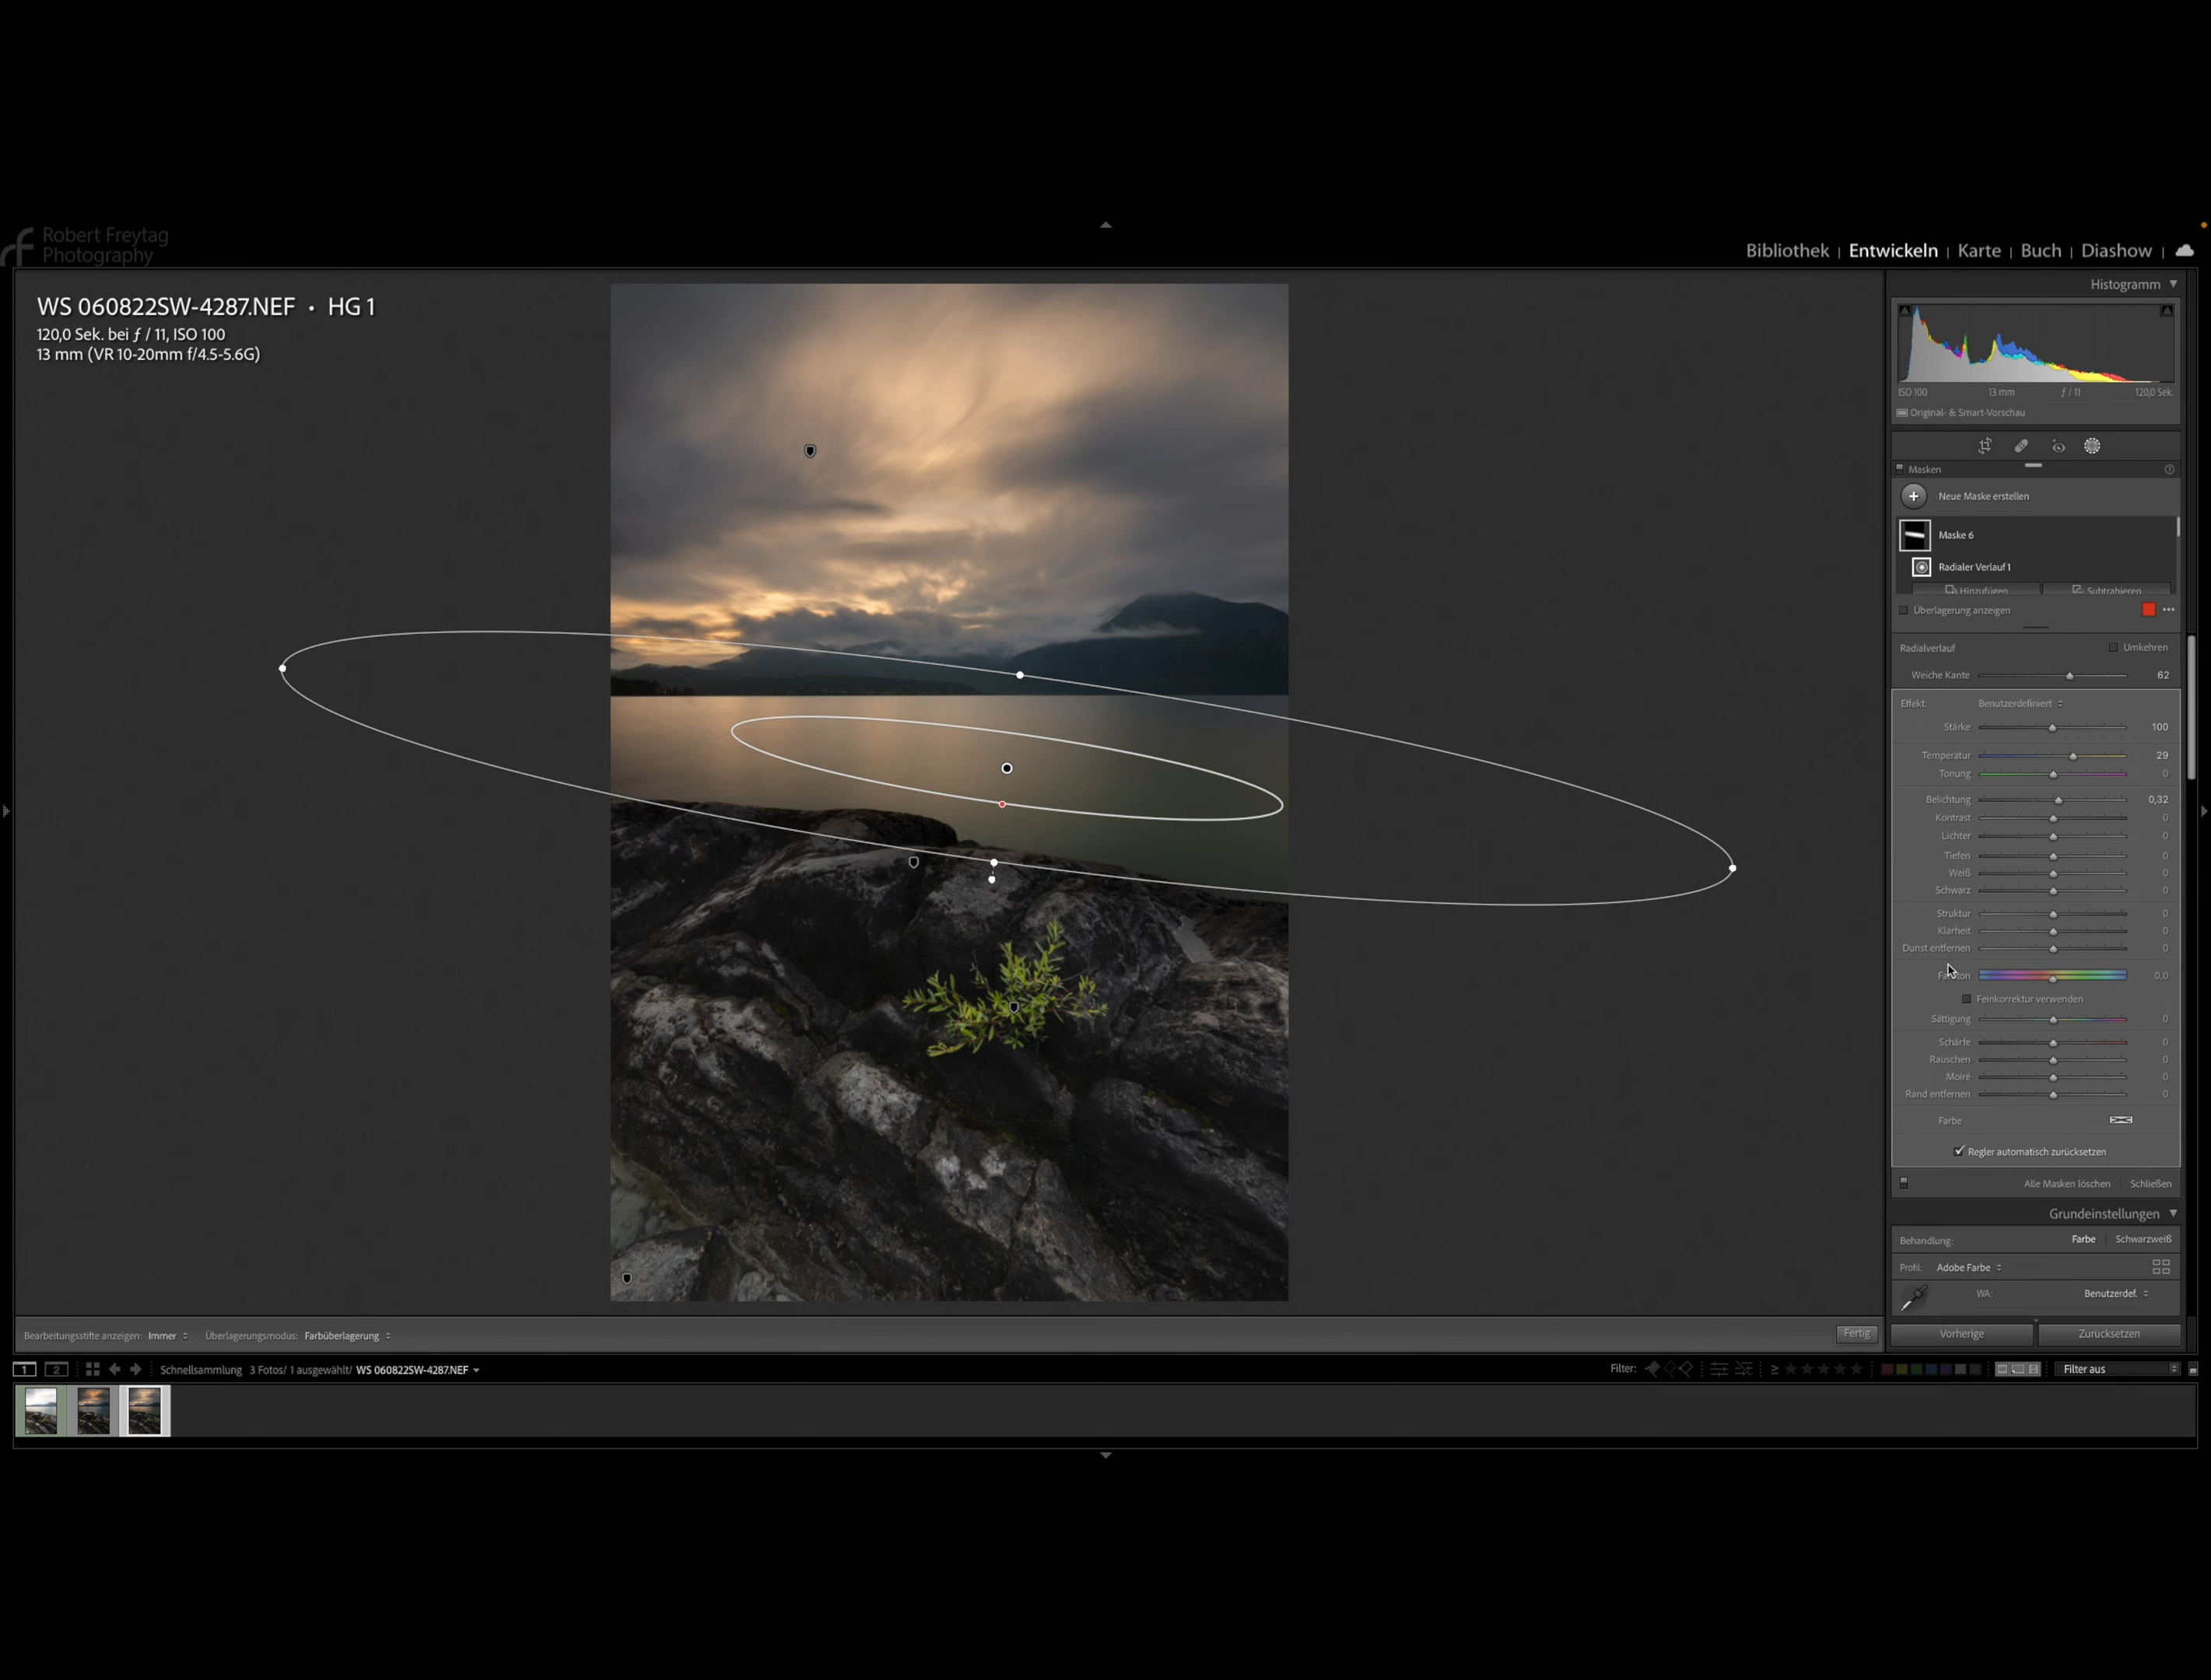 Robert Freytag
Photography
Bibliothek | Entwickeln | Karte | Buch | Diashow |
WS 060822SW-4287.NEF • HG 1
120,0 Sek. bei ƒ / 11, ISO 100
13 mm (VR 10-20mm f/4.5-5.6G)
Histogramm
ISO 100 13 mm ƒ / 11 120,0 Sek.
Original- & Smart-Vorschau
Masken
Neue Maske erstellen
Maske 6
Radialer Verlauf 1
Hinzufügen Subtrahieren
Überlagerung anzeigen
Radialverlauf Umkehren
Weiche Kante 62
Effekt: Benutzerdefiniert
Stärke 100
Temperatur 29
Tonung 0
Belichtung 0,32
Kontrast 0
Lichter 0
Tiefen 0
Weiß 0
Schwarz 0
Struktur 0
Klarheit 0
Dunst entfernen 0
Farbton 0,0
Feinkorrektur verwenden
Sättigung 0
Schärfe 0
Rauschen 0
Moiré 0
Rand entfernen 0
Farbe
Regler automatisch zurücksetzen
Alle Masken löschen Schließen
Grundeinstellungen
Behandlung: Farbe Schwarzweiß
Profil: Adobe Farbe
WA: Benutzerdef.
Bearbeitungsstifte anzeigen: Immer Überlagerungsmodus: Farbüberlagerung Fertig
Vorherige Zurücksetzen
1 2 Schnellsammlung 3 Fotos/ 1 ausgewählt/ WS 060822SW-4287.NEF Filter: ≥ Filter aus